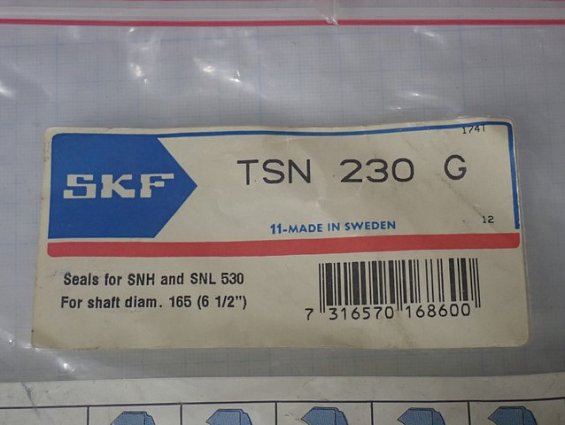 174T
SKF
TSN 230 G
11-MADE IN SWEDEN
12
Seals for SNH and SNL 530
For shaft diam. 165 (6 1/2")
7 316570 168600